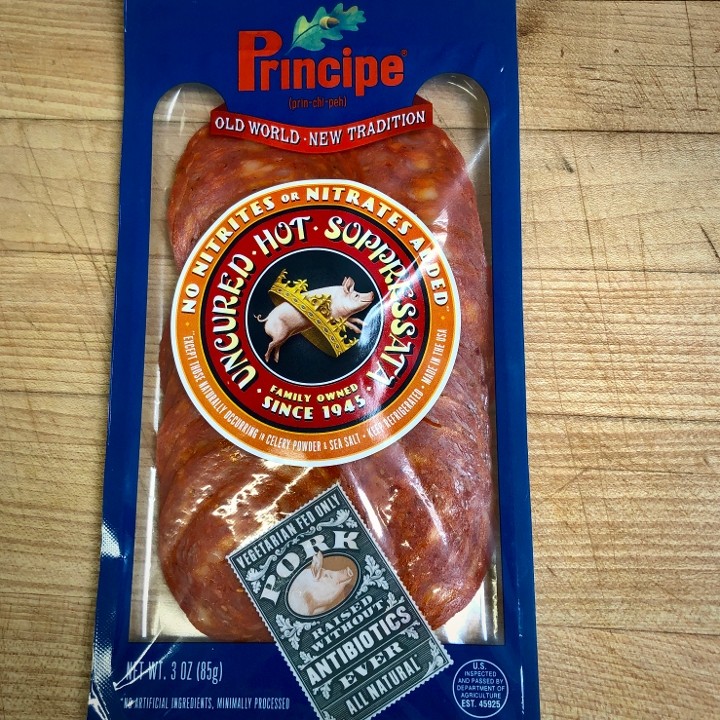 Principe®
(prin-chi-peh)
OLD WORLD · NEW TRADITION
· NO NITRITES OR NITRATES ADDED*
UNCURED · HOT · SUPPRESSATA
· FAMILY OWNED ·
SINCE 1945
*EXCEPT THOSE NATURALLY OCCURRING IN CELERY POWDER & SEA SALT · KEEP REFRIGERATED · MADE IN THE USA
VEGETARIAN FED ONLY
PORK
RAISED
WITHOUT
ANTIBIOTICS
EVER
ALL NATURAL
NET WT. 3 OZ (85g)
*NO ARTIFICIAL INGREDIENTS, MINIMALLY PROCESSED
U.S.
INSPECTED
AND PASSED BY
DEPARTMENT OF
AGRICULTURE
EST. 45925